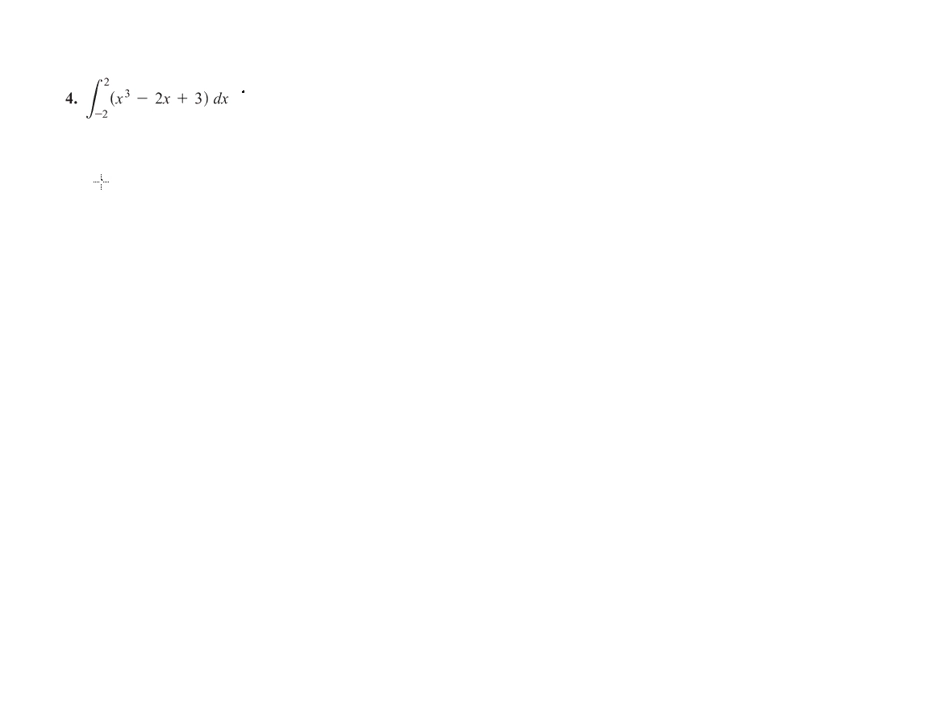 4. ∫_{-2}^{2} (x³ − 2x + 3) dx